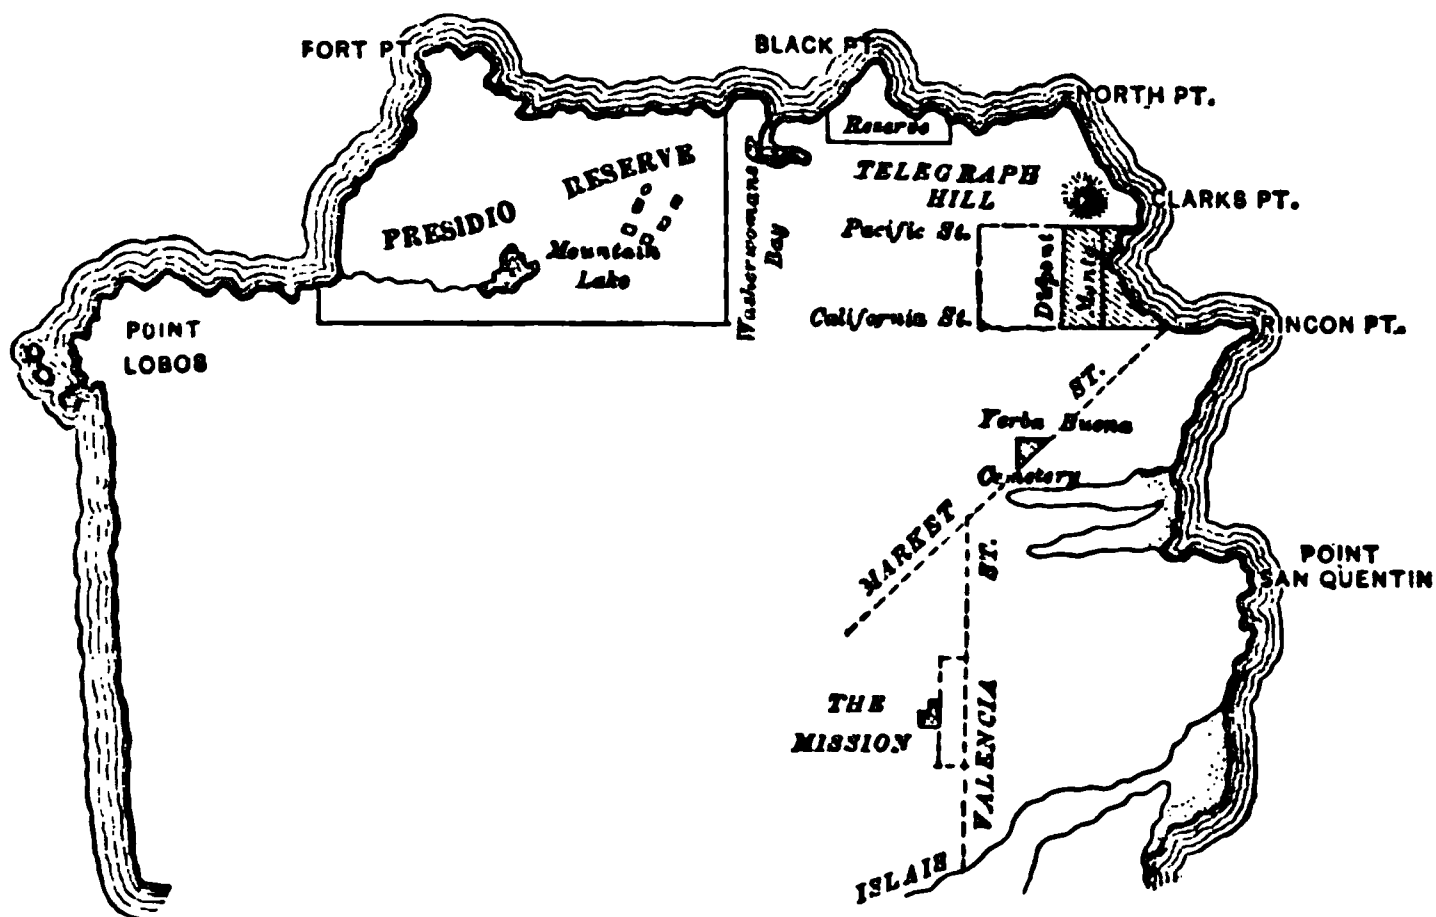 FORT PT.
BLACK PT.
NORTH PT.
Reserve
PRESIDIO RESERVE
TELEGRAPH
HILL
CLARKS PT.
Washerwomans
Bay
Mountain
Lake
Pacific St.
Dupont
California St.
RINCON PT.
POINT
LOBOS
MARKET ST.
Yerba Buena
Cemetery
POINT
SAN QUENTIN
VALENCIA ST.
THE
MISSION
ISLAIS